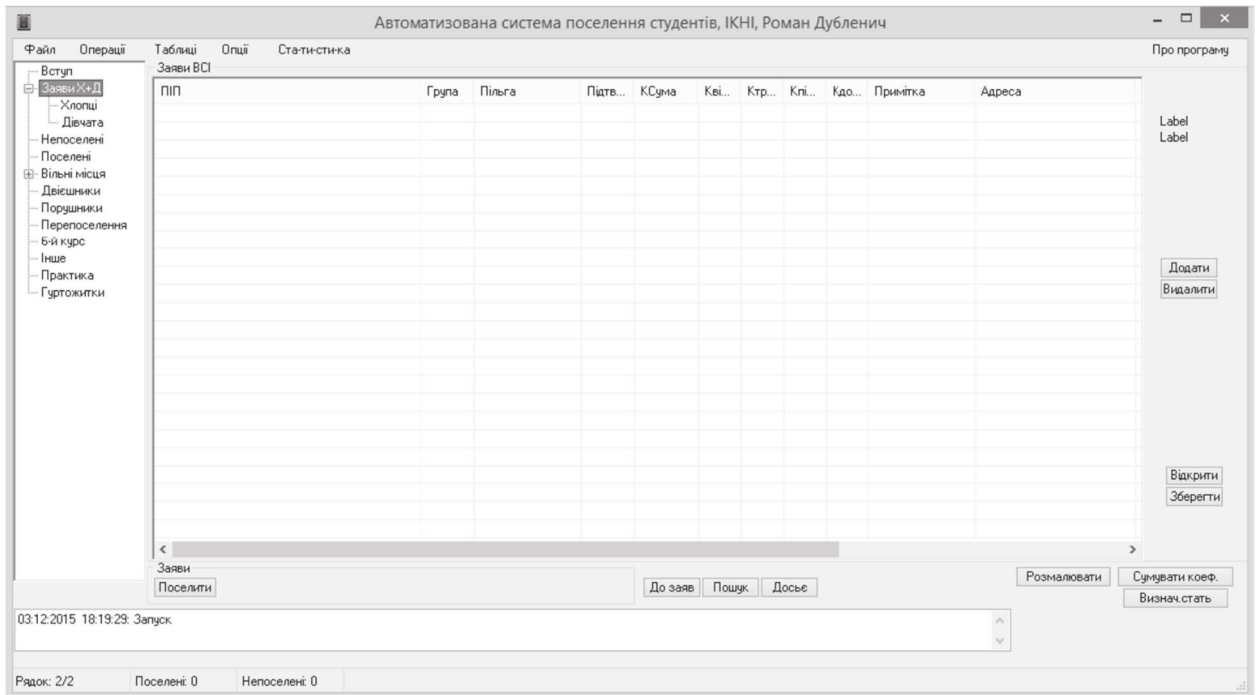 Автоматизована система поселення студентів, ІКНІ, Роман Дубленич
Файл Операції Таблиці Опції Ста-ти-сти-ка Про програму
Вступ
Заяви Х+Д
Хлопці
Дівчата
Непоселені
Поселені
Вільні місця
Двієшники
Порушники
Перепоселення
6-й курс
Інше
Практика
Гуртожитки
Заяви ВСІ
ПІП Група Пільга Підтв... КСума Кві... Ктр... Клі... Кдо... Примітка Адреса
Label
Label
Додати
Видалити
Відкрити
Зберегти
Заяви
Поселити До заяв Пошук Досьє Розмалювати Сумувати коеф.
Визнач.стать
03:12:2015 18:19:29: Запуск
Рядок: 2/2 Поселені: 0 Непоселені: 0